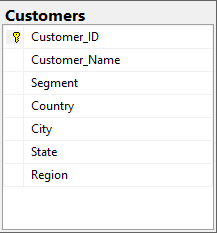 Customers
Customer_ID
Customer_Name
Segment
Country
City
State
Region